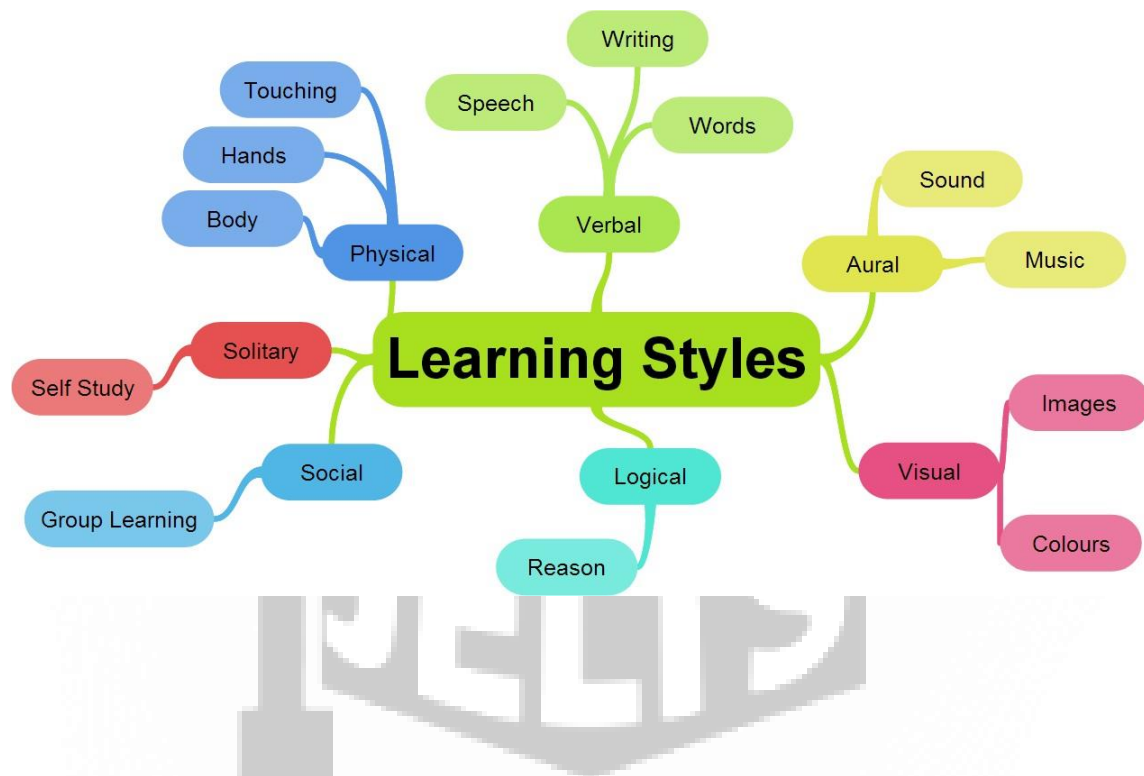 Writing
Touching
Speech
Words
Hands
Sound
Body
Verbal
Physical
Aural
Music
Learning Styles
Solitary
Self Study
Images
Social
Logical
Visual
Group Learning
Colours
Reason